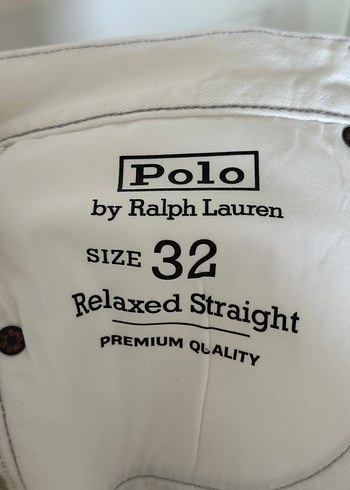 Polo
by Ralph Lauren
SIZE 32
Relaxed Straight
PREMIUM QUALITY